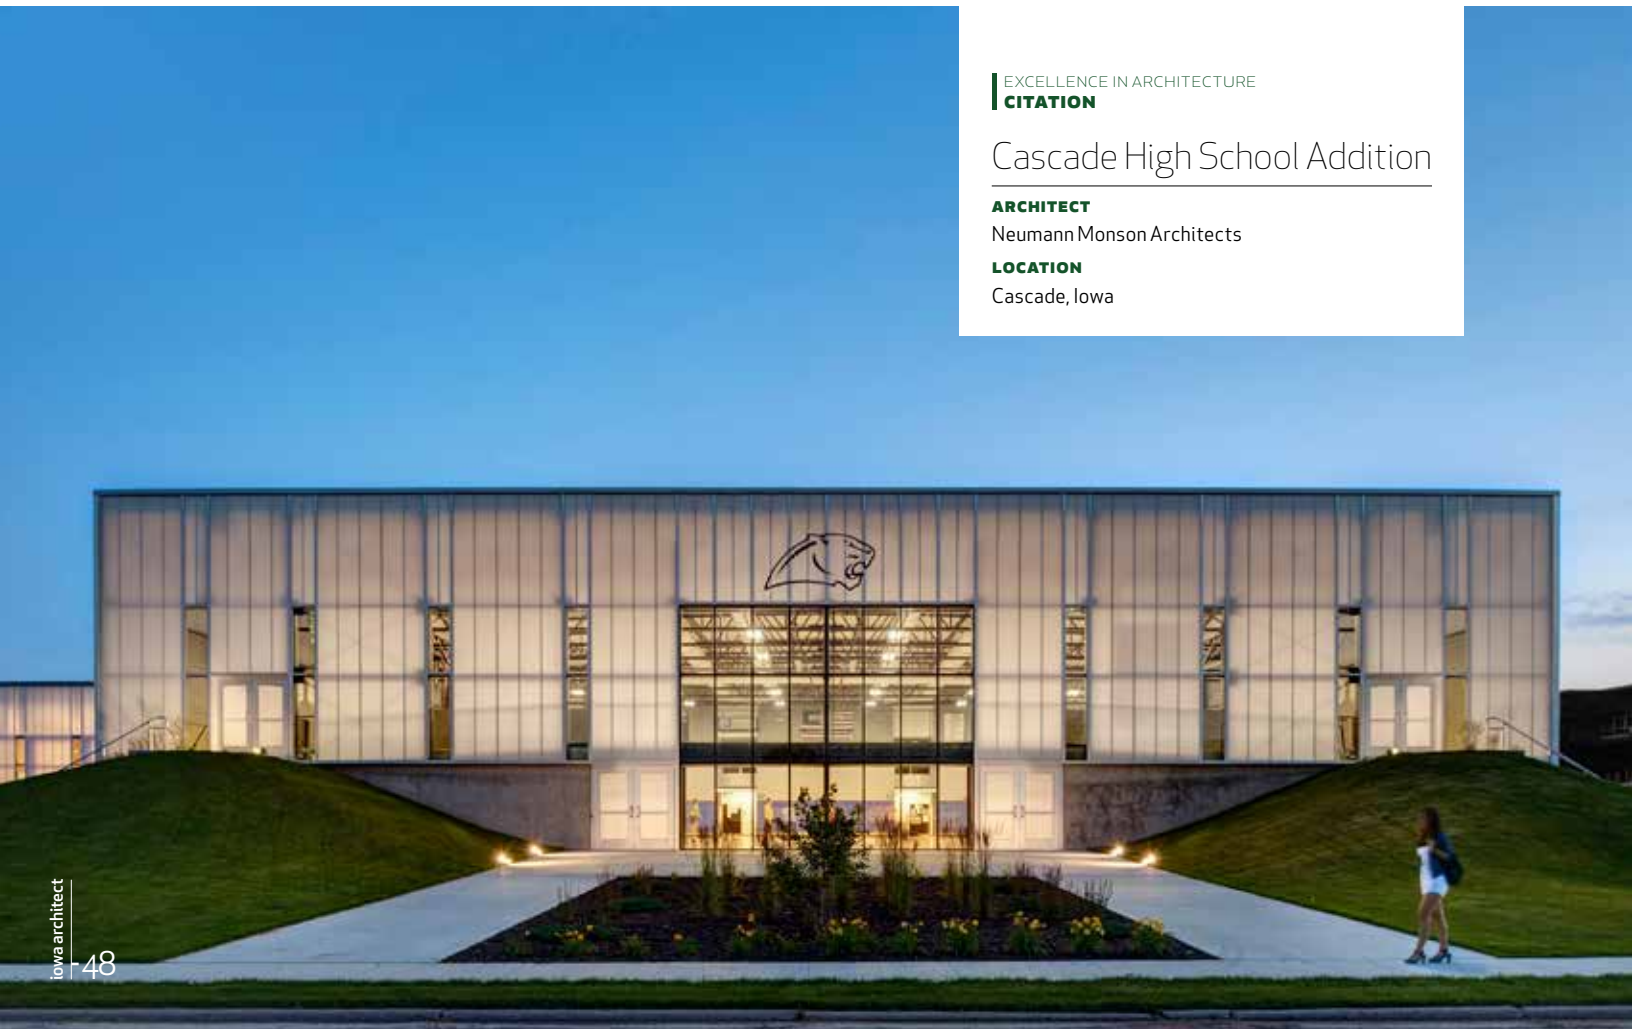 EXCELLENCE IN ARCHITECTURE
CITATION
Cascade High School Addition
ARCHITECT
Neumann Monson Architects
LOCATION
Cascade, Iowa
iowa architect
48